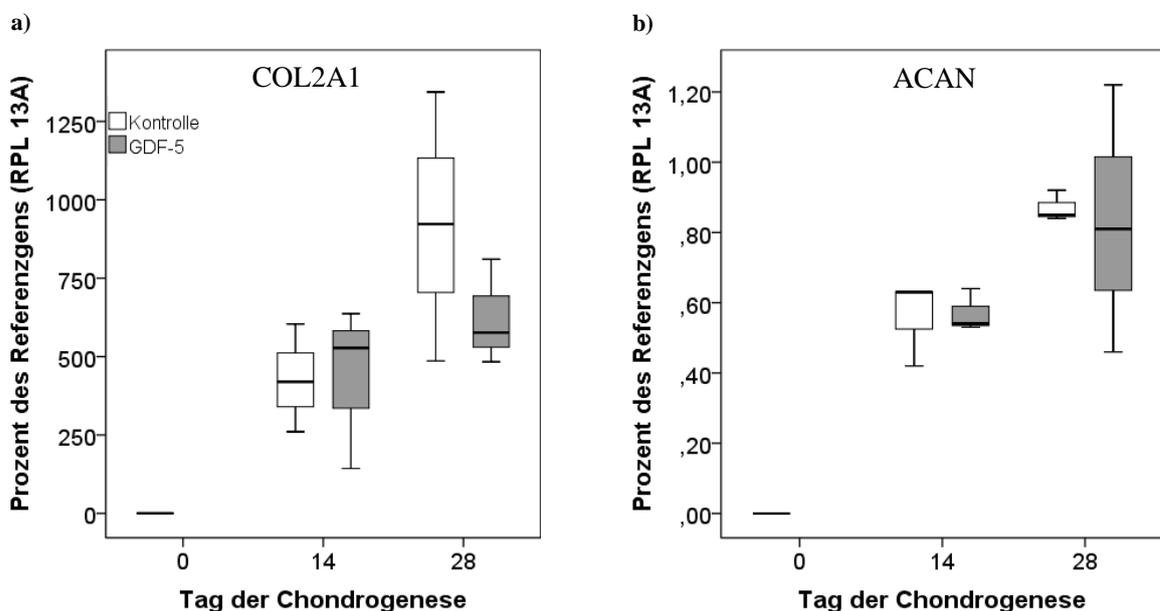 a)
COL2A1
Prozent des Referenzgens (RPL 13A)
Kontrolle
GDF-5
1250
1000
750
500
250
0
0 14 28
Tag der Chondrogenese
b)
ACAN
Prozent des Referenzgens (RPL 13A)
1,20
1,00
,80
,60
,40
,20
,00
0 14 28
Tag der Chondrogenese